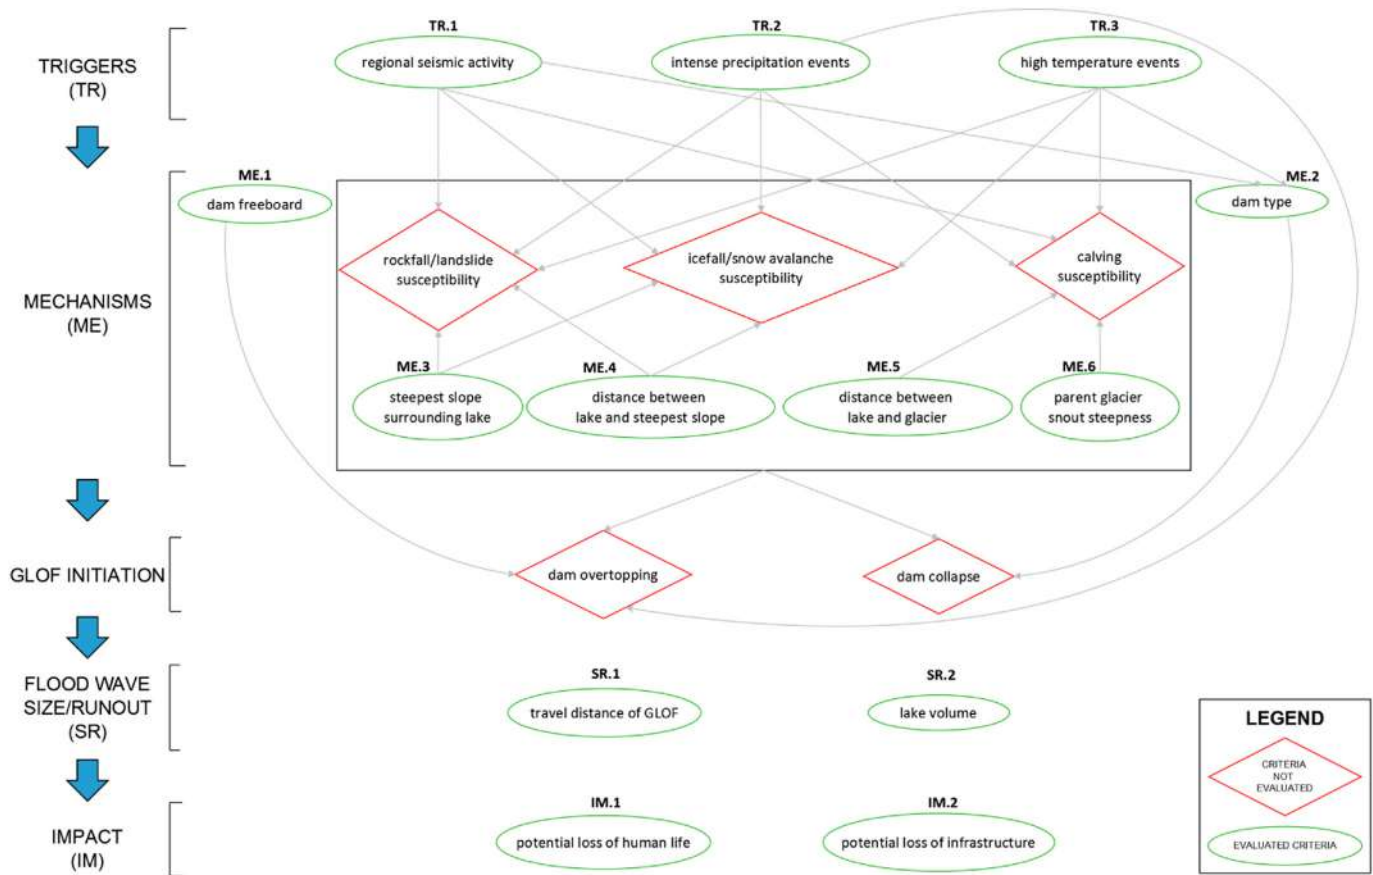 TR.1
TR.2
TR.3
TRIGGERS
(TR)
regional seismic activity
intense precipitation events
high temperature events
ME.1
dam freeboard
ME.2
dam type
MECHANISMS
(ME)
rockfall/landslide
susceptibility
icefall/snow avalanche
susceptibility
calving
susceptibility
ME.3
steepest slope
surrounding lake
ME.4
distance between
lake and steepest slope
ME.5
distance between
lake and glacier
ME.6
parent glacier
snout steepness
GLOF INITIATION
dam overtopping
dam collapse
FLOOD WAVE
SIZE/RUNOUT
(SR)
SR.1
travel distance of GLOF
SR.2
lake volume
IMPACT
(IM)
IM.1
potential loss of human life
IM.2
potential loss of infrastructure
LEGEND
CRITERIA
NOT
EVALUATED
EVALUATED CRITERIA